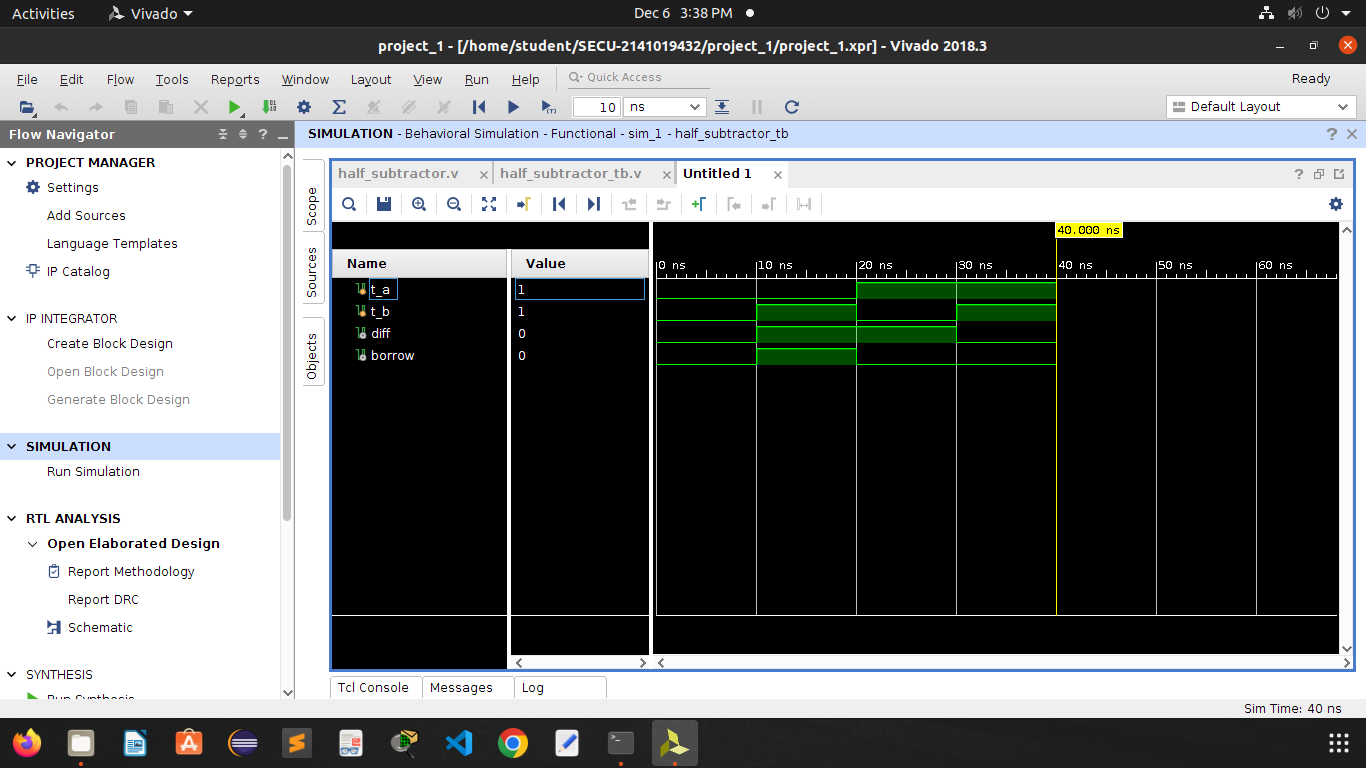 Activities Vivado Dec 6 3:38 PM
project_1 - [/home/student/SECU-2141019432/project_1/project_1.xpr] - Vivado 2018.3
File Edit Flow Tools Reports Window Layout View Run Help Quick Access Ready
10 ns Default Layout
Flow Navigator
SIMULATION - Behavioral Simulation - Functional - sim_1 - half_subtractor_tb
PROJECT MANAGER
Settings
Add Sources
Language Templates
IP Catalog
IP INTEGRATOR
Create Block Design
Open Block Design
Generate Block Design
SIMULATION
Run Simulation
RTL ANALYSIS
Open Elaborated Design
Report Methodology
Report DRC
Schematic
SYNTHESIS
Run Synthesis
Scope
Sources
Objects
half_subtractor.v half_subtractor_tb.v Untitled 1
40.000 ns
Name Value
0 ns 10 ns 20 ns 30 ns 40 ns 50 ns 60 ns
t_a 1
t_b 1
diff 0
borrow 0
Tcl Console Messages Log
Sim Time: 40 ns